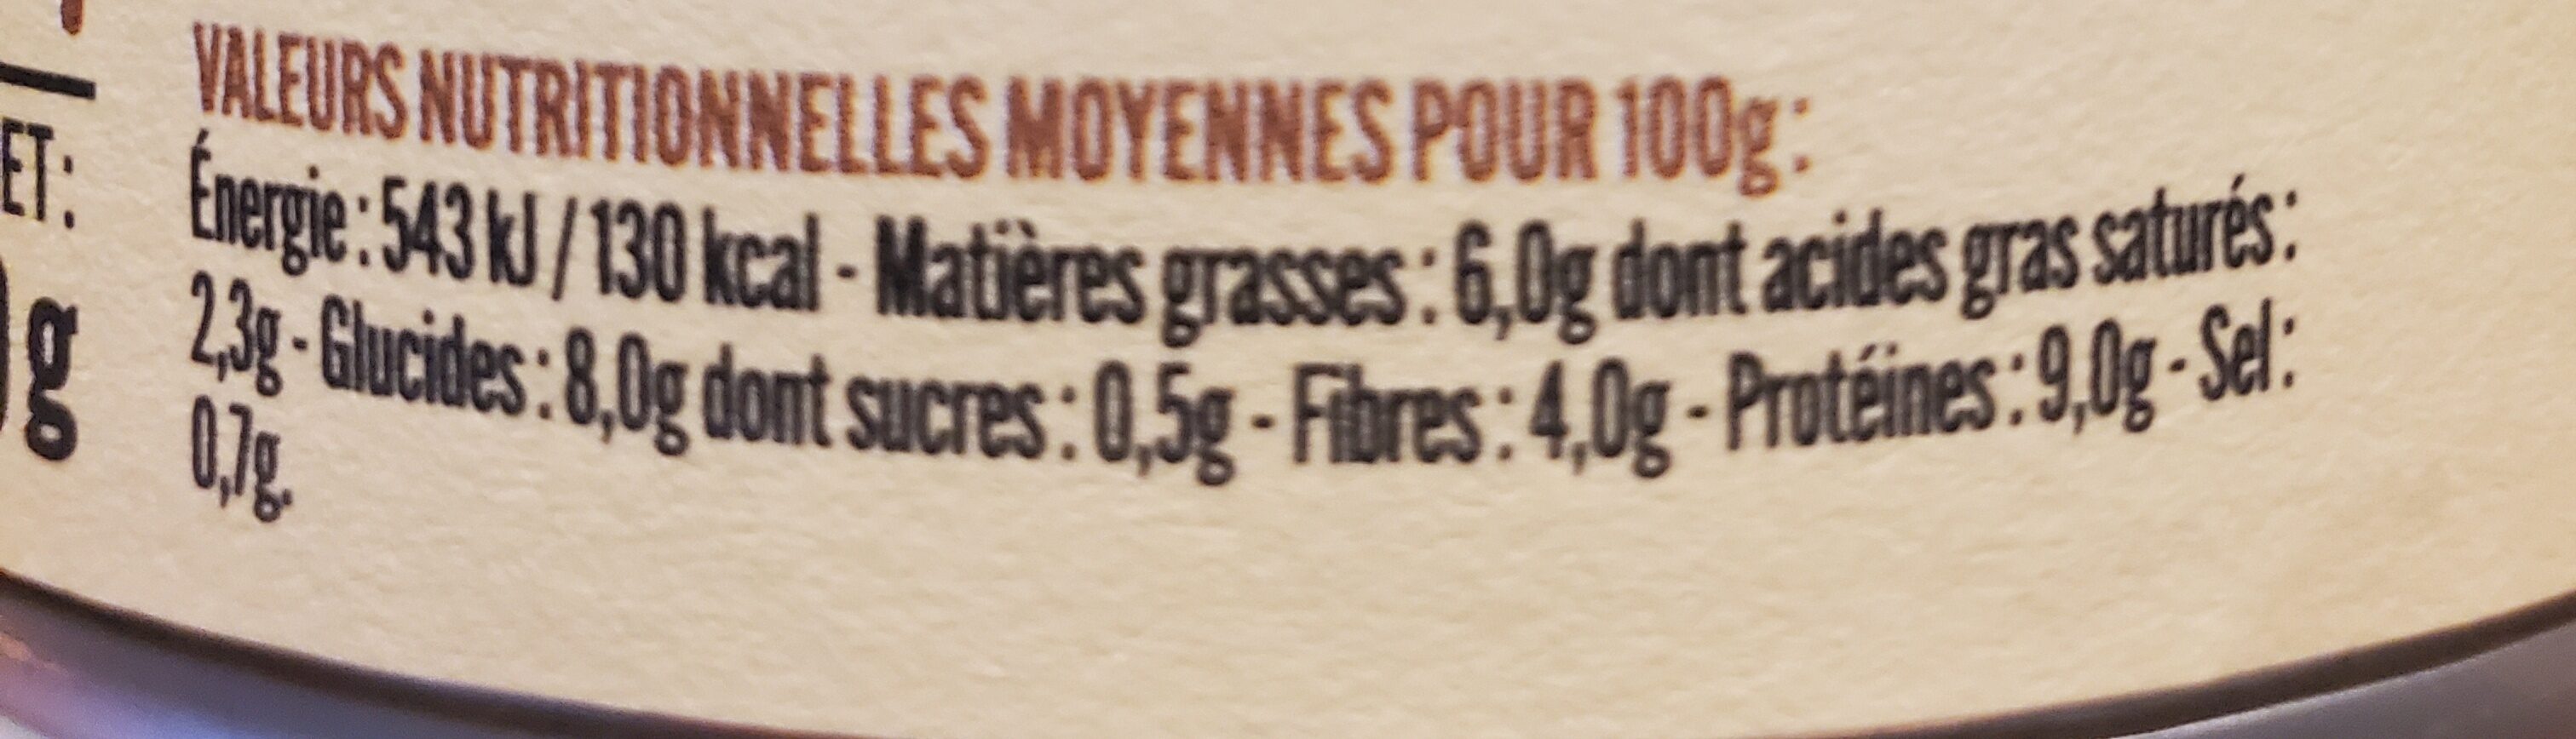 VALEURS NUTRITIONNELLES MOYENNES POUR 100g:
Énergie : 543 kJ / 130 kcal - Matières grasses : 6,0g dont acides gras saturés :
2,3g - Glucides : 8,0g dont sucres : 0,5g - Fibres : 4,0g - Protéines : 9,0g - Sel :
0,7g.
ET :
g